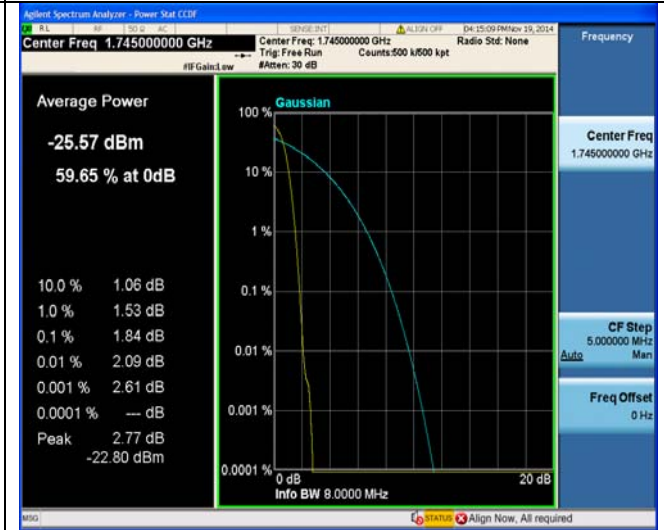 Agilent Spectrum Analyzer - Power Stat CCDF
RL RF 50 Ω AC SENSE:INT ALIGN OFF 04:15:09 PM Nov 19, 2014
Center Freq 1.745000000 GHz
Center Freq: 1.745000000 GHz Radio Std: None
Trig: Free Run Counts:500 k/500 kpt
#IFGain:Low #Atten: 30 dB
Frequency
Average Power
-25.57 dBm
59.65 % at 0dB
10.0 % 1.06 dB
1.0 % 1.53 dB
0.1 % 1.84 dB
0.01 % 2.09 dB
0.001 % 2.61 dB
0.0001 % --- dB
Peak 2.77 dB
-22.80 dBm
Gaussian
100 %
10 %
1 %
0.1 %
0.01 %
0.001 %
0.0001 %
0 dB 20 dB
Info BW 8.0000 MHz
Center Freq
1.745000000 GHz
CF Step
5.000000 MHz
Auto Man
Freq Offset
0 Hz
MSG STATUS Align Now, All required